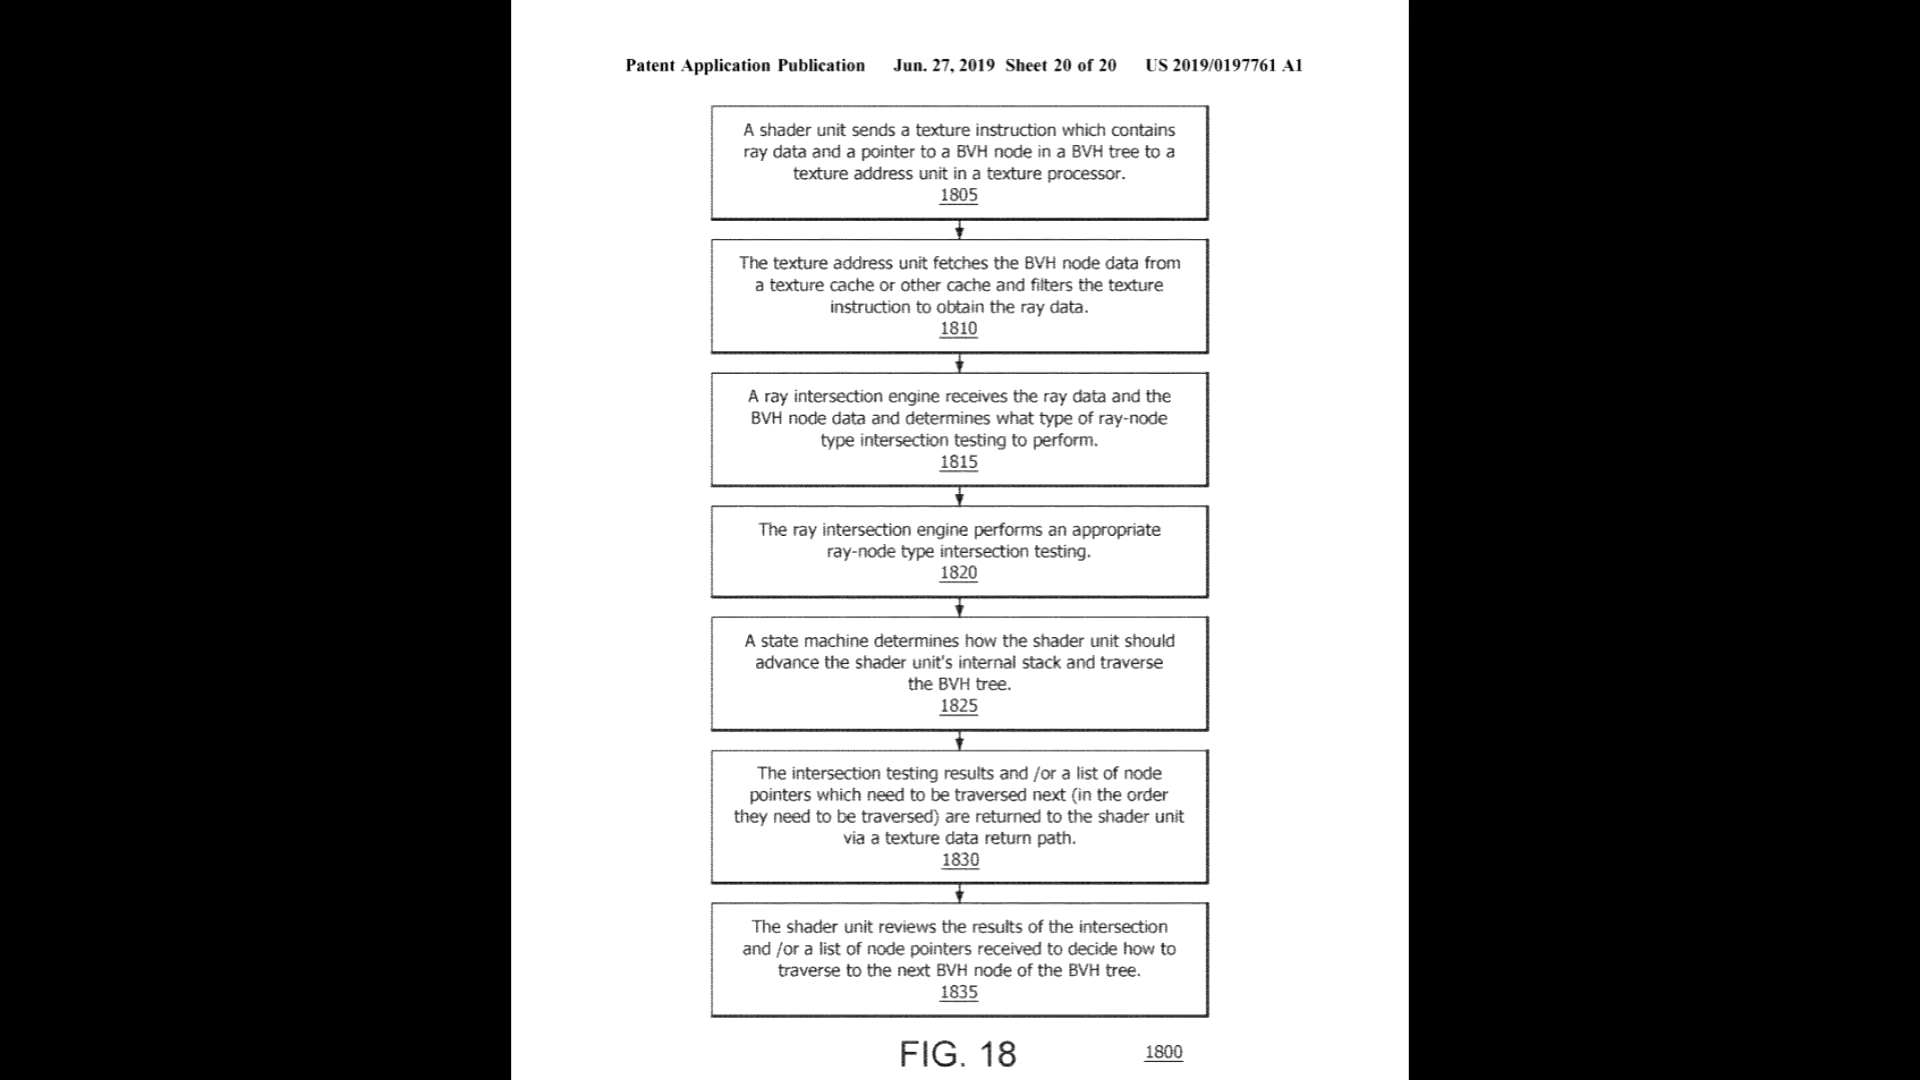 Patent Application Publication Jun. 27, 2019 Sheet 20 of 20 US 2019/0197761 A1
A shader unit sends a texture instruction which contains
ray data and a pointer to a BVH node in a BVH tree to a
texture address unit in a texture processor.
1805
The texture address unit fetches the BVH node data from
a texture cache or other cache and filters the texture
instruction to obtain the ray data.
1810
A ray intersection engine receives the ray data and the
BVH node data and determines what type of ray-node
type intersection testing to perform.
1815
The ray intersection engine performs an appropriate
ray-node type intersection testing.
1820
A state machine determines how the shader unit should
advance the shader unit's internal stack and traverse
the BVH tree.
1825
The intersection testing results and /or a list of node
pointers which need to be traversed next (in the order
they need to be traversed) are returned to the shader unit
via a texture data return path.
1830
The shader unit reviews the results of the intersection
and /or a list of node pointers received to decide how to
traverse to the next BVH node of the BVH tree.
1835
FIG. 18 1800